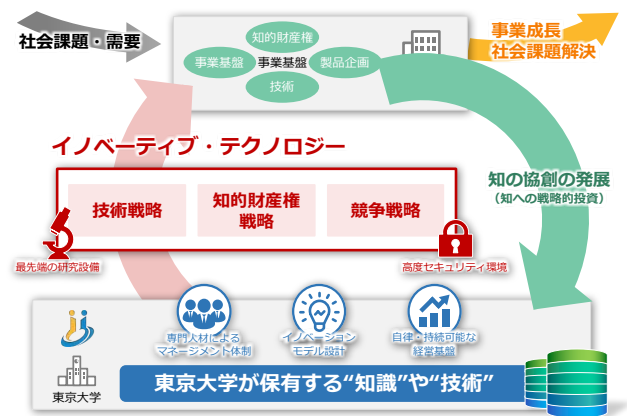 社会課題・需要
知的財産権
事業基盤
事業基盤
製品企画
技術
事業成長
社会課題解決
イノベーティブ・テクノロジー
技術戦略
知的財産権
戦略
競争戦略
知の協創の発展
（知への戦略的投資）
最先端の研究設備
高度セキュリティ環境
専門人材による
マネージメント体制
イノベーション
モデル設計
自律・持続可能な
経営基盤
東京大学
東京大学が保有する“知識”や“技術”